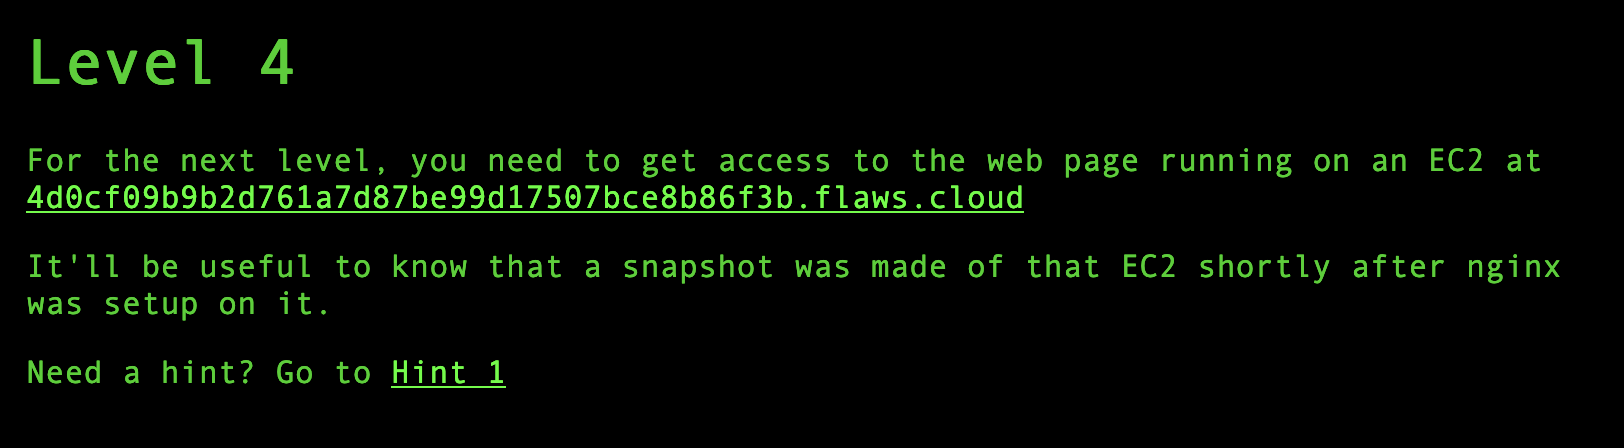 Level 4
For the next level, you need to get access to the web page running on an EC2 at
4d0cf09b9b2d761a7d87be99d17507bce8b86f3b.flaws.cloud
It'll be useful to know that a snapshot was made of that EC2 shortly after nginx
was setup on it.
Need a hint? Go to Hint 1